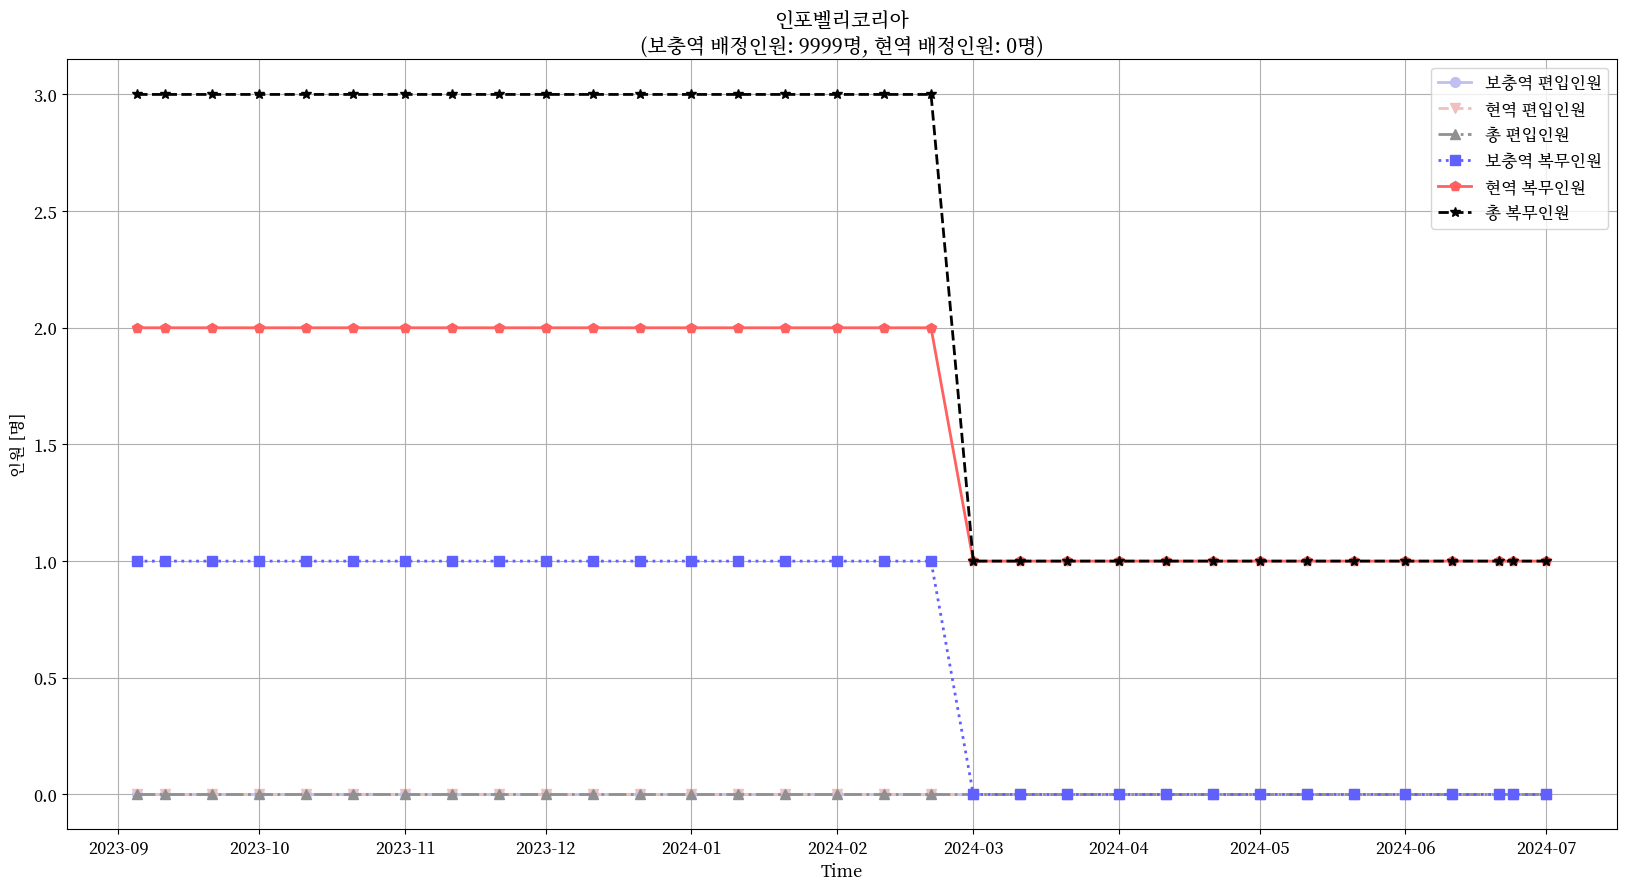 인포벨리코리아
(보충역 배정인원: 9999명, 현역 배정인원: 0명)
보충역 편입인원
현역 편입인원
총 편입인원
보충역 복무인원
현역 복무인원
총 복무인원
인원 [명]
3.0
2.5
2.0
1.5
1.0
0.5
0.0
2023-09 2023-10 2023-11 2023-12 2024-01 2024-02 2024-03 2024-04 2024-05 2024-06 2024-07
Time